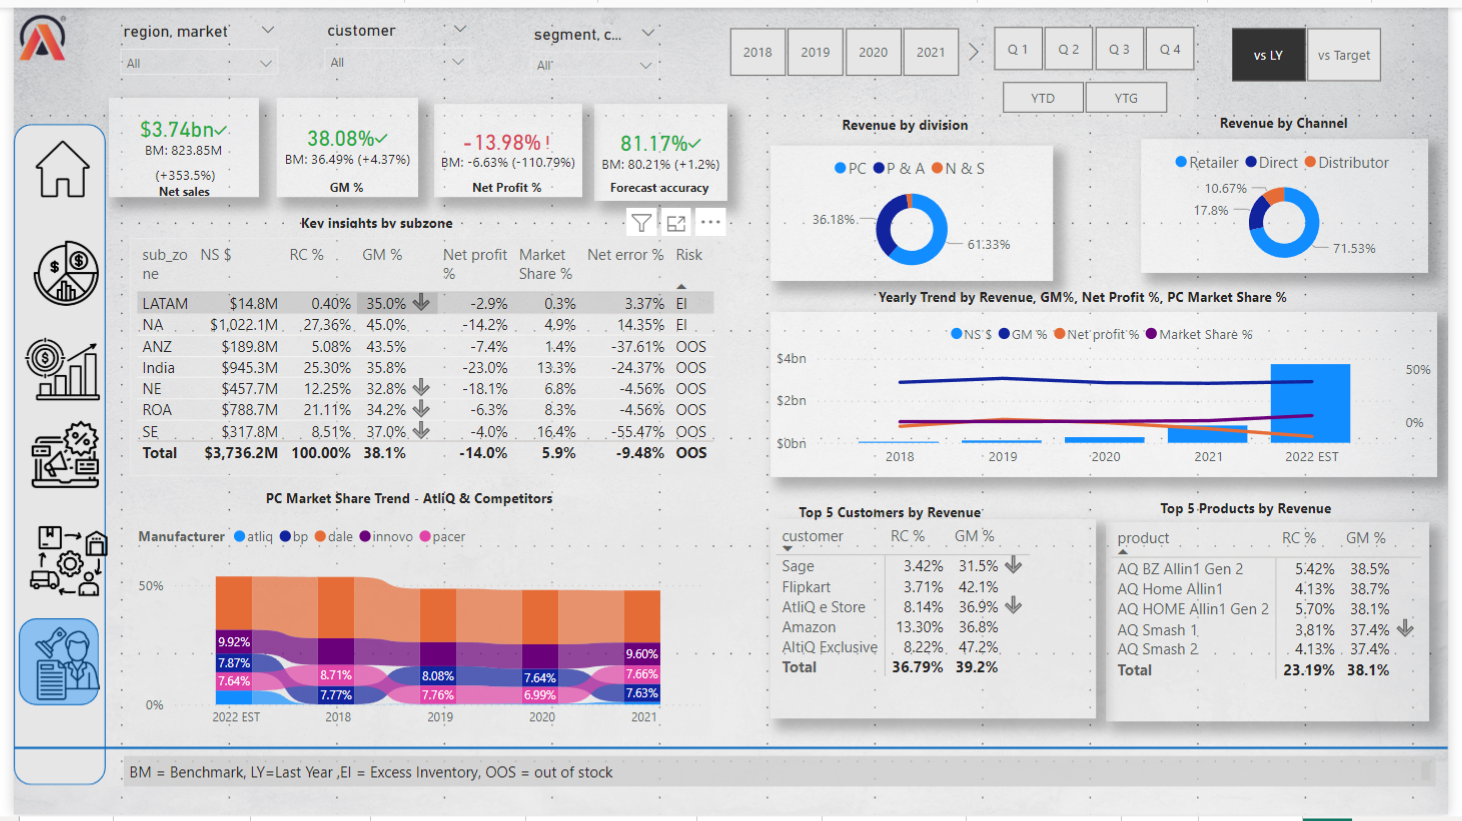 region, market
customer
segment, c...
All
All
All
2018 2019 2020 2021
Q 1 Q 2 Q 3 Q 4
YTD YTG
vs LY vs Target
$3.74bn
BM: 823.85M
(+353.5%)
Net sales
38.08%
BM: 36.49% (+4.37%)
GM %
-13.98% !
BM: -6.63% (-110.79%)
Net Profit %
81.17%
BM: 80.21% (+1.2%)
Forecast accuracy
Revenue by division
PC P & A N & S
36.18%
61.33%
Revenue by Channel
Retailer Direct Distributor
10.67%
17.8%
71.53%
Key insights by subzone
sub_zo NS $ RC % GM % Net profit Market Net error % Risk
ne % Share %
LATAM $14.8M 0.40% 35.0% -2.9% 0.3% 3.37% EI
NA $1,022.1M 27.36% 45.0% -14.2% 4.9% 14.35% EI
ANZ $189.8M 5.08% 43.5% -7.4% 1.4% -37.61% OOS
India $945.3M 25.30% 35.8% -23.0% 13.3% -24.37% OOS
NE $457.7M 12.25% 32.8% -18.1% 6.8% -4.56% OOS
ROA $788.7M 21.11% 34.2% -6.3% 8.3% -4.56% OOS
SE $317.8M 8.51% 37.0% -4.0% 16.4% -55.47% OOS
Total $3,736.2M 100.00% 38.1% -14.0% 5.9% -9.48% OOS
Yearly Trend by Revenue, GM%, Net Profit %, PC Market Share %
NS $ GM % Net profit % Market Share %
$4bn
$2bn
$0bn
50%
0%
2018 2019 2020 2021 2022 EST
PC Market Share Trend - AtliQ & Competitors
Manufacturer atliq bp dale innovo pacer
50%
0%
9.92%
7.87%
7.64%
8.71%
7.77%
8.08%
7.76%
7.64%
6.99%
9.60%
7.66%
7.63%
2022 EST 2018 2019 2020 2021
Top 5 Customers by Revenue
customer RC % GM %
Sage 3.42% 31.5%
Flipkart 3.71% 42.1%
AtliQ e Store 8.14% 36.9%
Amazon 13.30% 36.8%
AltiQ Exclusive 8.22% 47.2%
Total 36.79% 39.2%
Top 5 Products by Revenue
product RC % GM %
AQ BZ Allin1 Gen 2 5.42% 38.5%
AQ Home Allin1 4.13% 38.7%
AQ HOME Allin1 Gen 2 5.70% 38.1%
AQ Smash 1 3.81% 37.4%
AQ Smash 2 4.13% 37.4%
Total 23.19% 38.1%
BM = Benchmark, LY=Last Year ,EI = Excess Inventory, OOS = out of stock